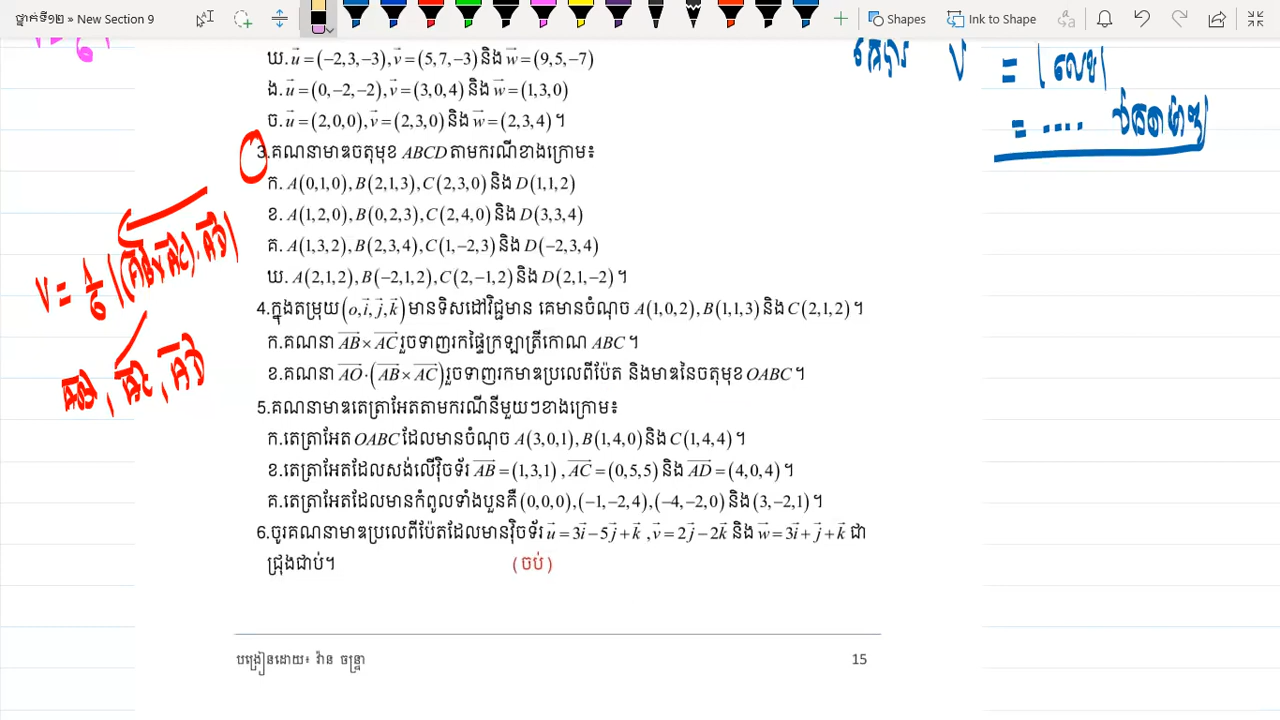 ថ្នាក់ទី១២ » New Section 9
Shapes
Ink to Shape
ឃ. u⃗ = (−2,3,−3), v⃗ = (5,7,−3) និង w⃗ = (9,5,−7)
ង. u⃗ = (0,−2,−2), v⃗ = (3,0,4) និង w⃗ = (1,3,0)
ច. u⃗ = (2,0,0), v⃗ = (2,3,0) និង w⃗ = (2,3,4) ។
V = | លេខ |
= ....
3.គណនាមាឌចតុមុខ ABCD តាមករណីខាងក្រោម៖
ក. A(0,1,0), B(2,1,3), C(2,3,0) និង D(1,1,2)
ខ. A(1,2,0), B(0,2,3), C(2,4,0) និង D(3,3,4)
គ. A(1,3,2), B(2,3,4), C(1,−2,3) និង D(−2,3,4)
ឃ. A(2,1,2), B(−2,1,2), C(2,−1,2) និង D(2,1,−2) ។
V = 1/6
4.ក្នុងតម្រុយ (o, i⃗, j⃗, k⃗) មានទិសដៅវិជ្ជមាន គេមានចំណុច A(1,0,2), B(1,1,3) និង C(2,1,2) ។
ក.គណនា AB⃗ × AC⃗ រួចទាញរកផ្ទៃក្រឡាត្រីកោណ ABC ។
ខ.គណនា AO⃗ · (AB⃗ × AC⃗) រួចទាញរកមាឌប្រលេពីប៉ែត និងមាឌនៃចតុមុខ OABC ។
5.គណនាមាឌតេត្រាអែតតាមករណីនីមួយៗខាងក្រោម៖
ក.តេត្រាអែត OABC ដែលមានចំណុច A(3,0,1), B(1,4,0) និង C(1,4,4) ។
ខ.តេត្រាអែតដែលសង់លើវ៉ិចទ័រ AB⃗ = (1,3,1) , AC⃗ = (0,5,5) និង AD⃗ = (4,0,4) ។
គ.តេត្រាអែតដែលមានកំពូលទាំងបួនគឺ (0,0,0), (−1,−2,4), (−4,−2,0) និង (3,−2,1) ។
6.ចូរគណនាមាឌប្រលេពីប៉ែតដែលមានវ៉ិចទ័រ u⃗ = 3i⃗ − 5j⃗ + k⃗ , v⃗ = 2j⃗ − 2k⃗ និង w⃗ = 3i⃗ + j⃗ + k⃗ ជា
ជ្រុងជាប់។ (ចប់)
បង្រៀនដោយ៖ វ៉ាន ចន្ទ្រា 15